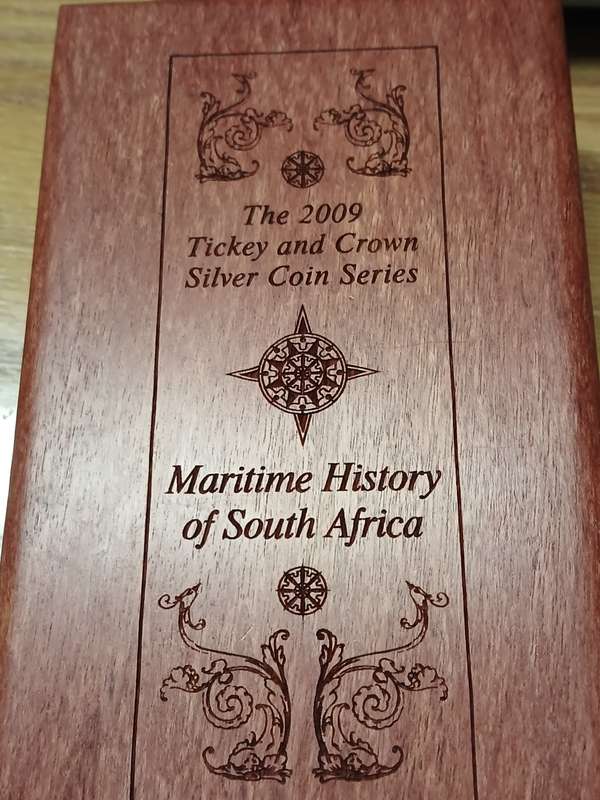 The 2009
Tickey and Crown
Silver Coin Series
Maritime History
of South Africa